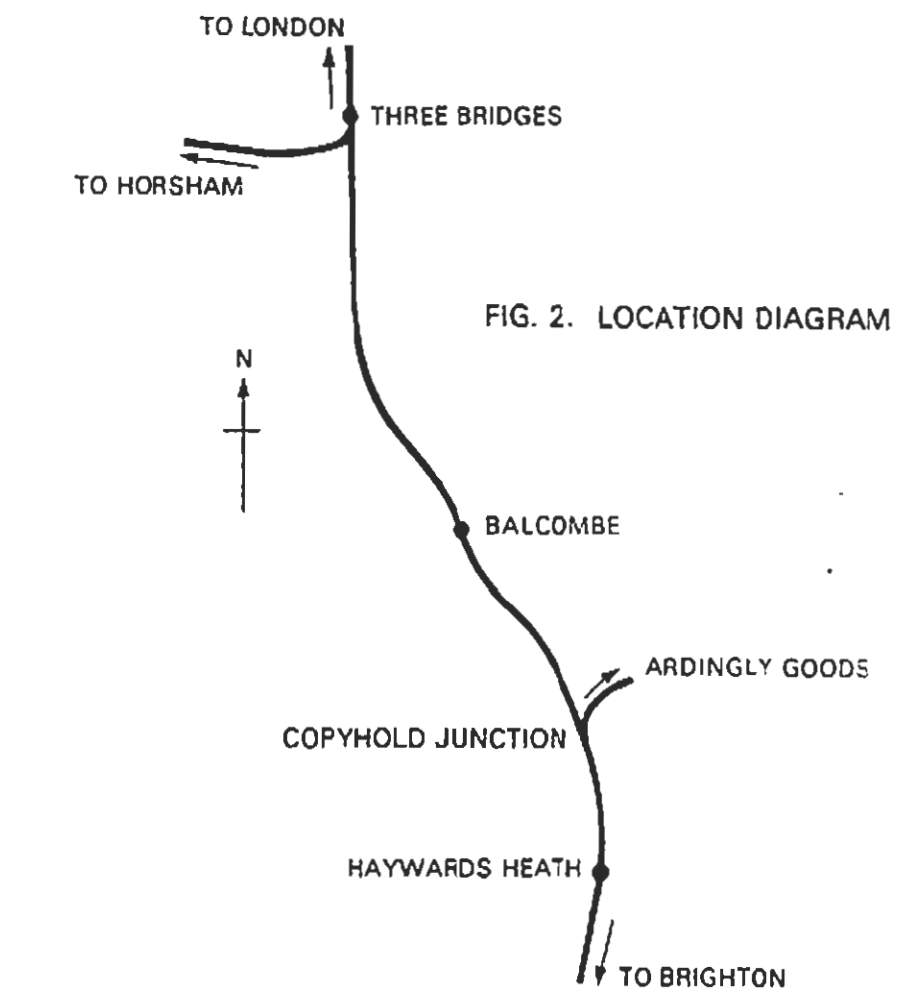 TO LONDON
THREE BRIDGES
TO HORSHAM
FIG. 2. LOCATION DIAGRAM
N
BALCOMBE
ARDINGLY GOODS
COPYHOLD JUNCTION
HAYWARDS HEATH
TO BRIGHTON